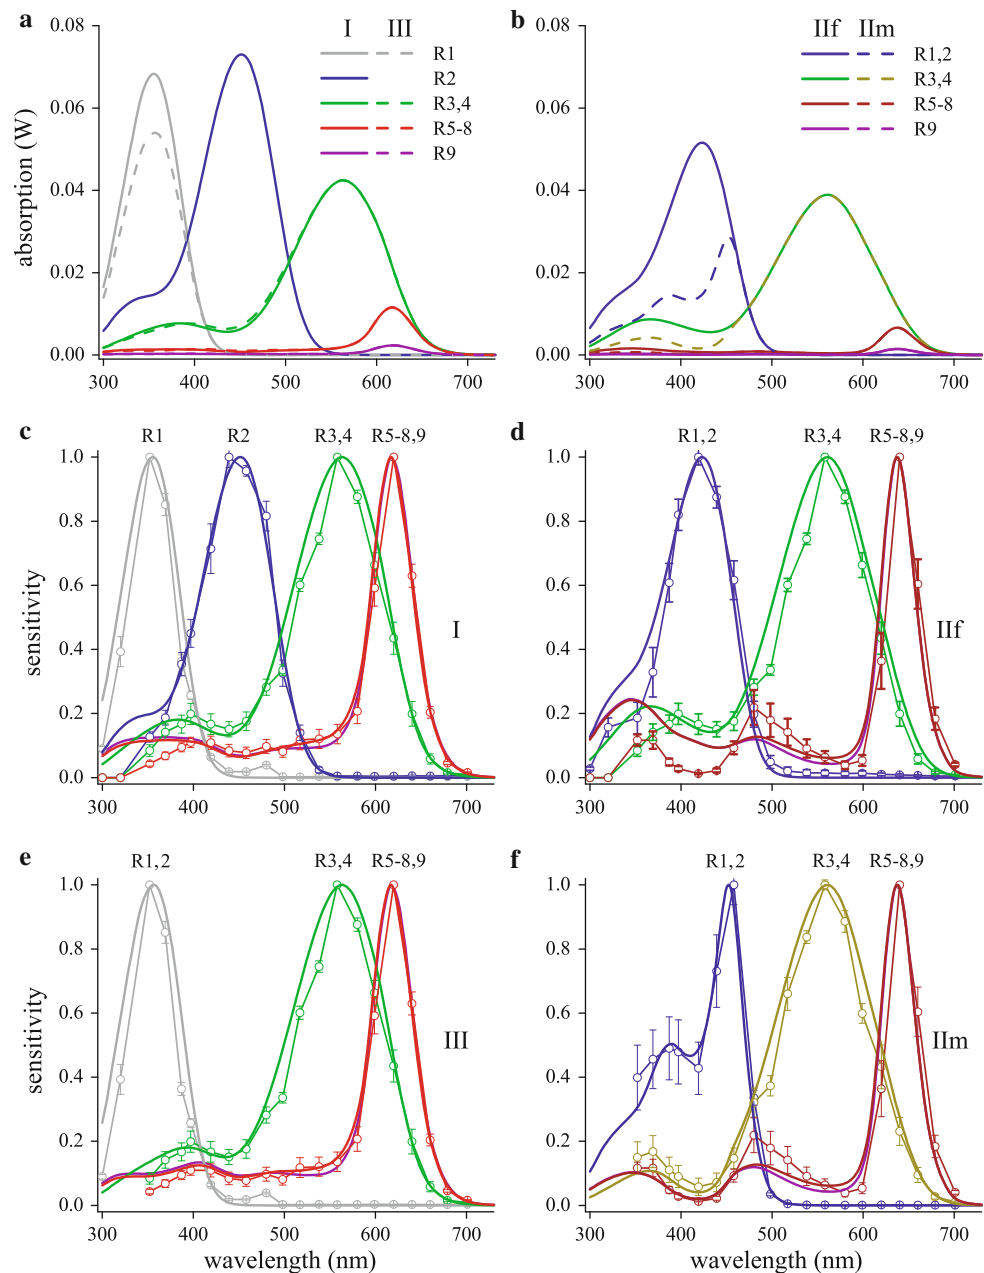 a
I III
R1
R2
R3,4
R5-8
R9
absorption (W)
0.08
0.06
0.04
0.02
0.00
300 400 500 600 700
b
IIf IIm
R1,2
R3,4
R5-8
R9
0.08
0.06
0.04
0.02
0.00
300 400 500 600 700
c
R1 R2 R3,4 R5-8,9
sensitivity
1.0
0.8
0.6
0.4
0.2
0.0
I
300 400 500 600 700
d
R1,2 R3,4 R5-8,9
1.0
0.8
0.6
0.4
0.2
0.0
IIf
300 400 500 600 700
e
R1,2 R3,4 R5-8,9
sensitivity
1.0
0.8
0.6
0.4
0.2
0.0
III
300 400 500 600 700
wavelength (nm)
f
R1,2 R3,4 R5-8,9
1.0
0.8
0.6
0.4
0.2
0.0
IIm
300 400 500 600 700
wavelength (nm)